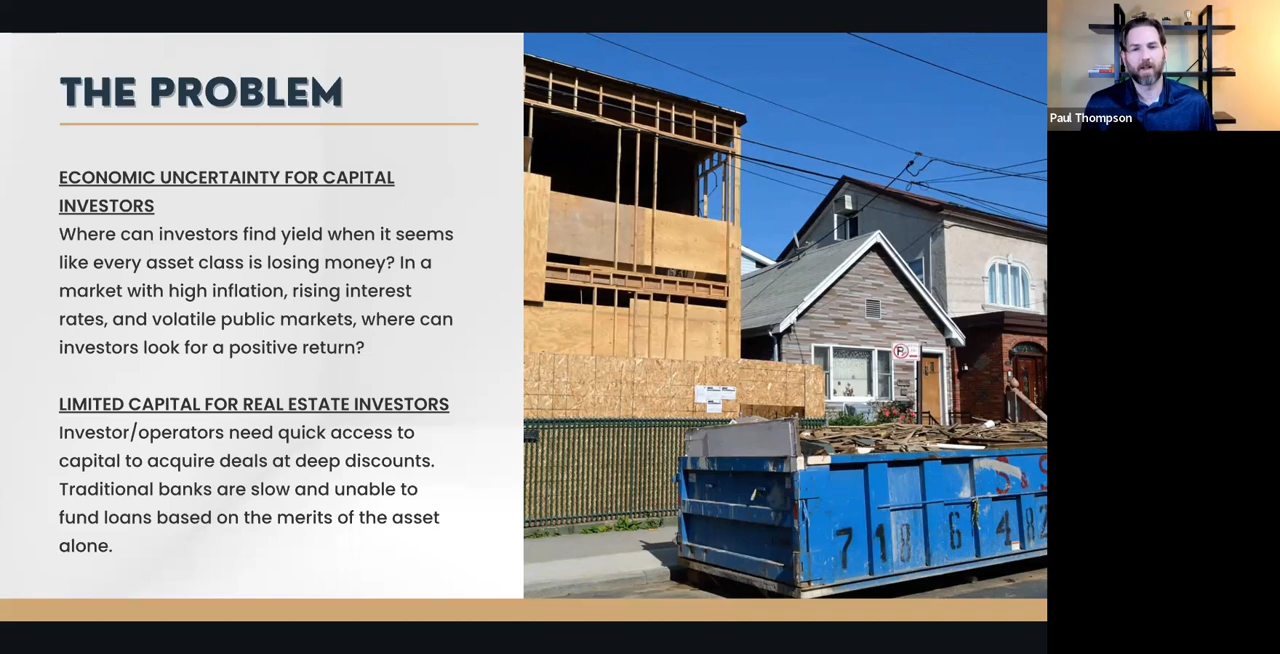 THE PROBLEM
ECONOMIC UNCERTAINTY FOR CAPITAL
INVESTORS
Where can investors find yield when it seems
like every asset class is losing money? In a
market with high inflation, rising interest
rates, and volatile public markets, where can
investors look for a positive return?
LIMITED CAPITAL FOR REAL ESTATE INVESTORS
Investor/operators need quick access to
capital to acquire deals at deep discounts.
Traditional banks are slow and unable to
fund loans based on the merits of the asset
alone.
718 6 482
Paul Thompson